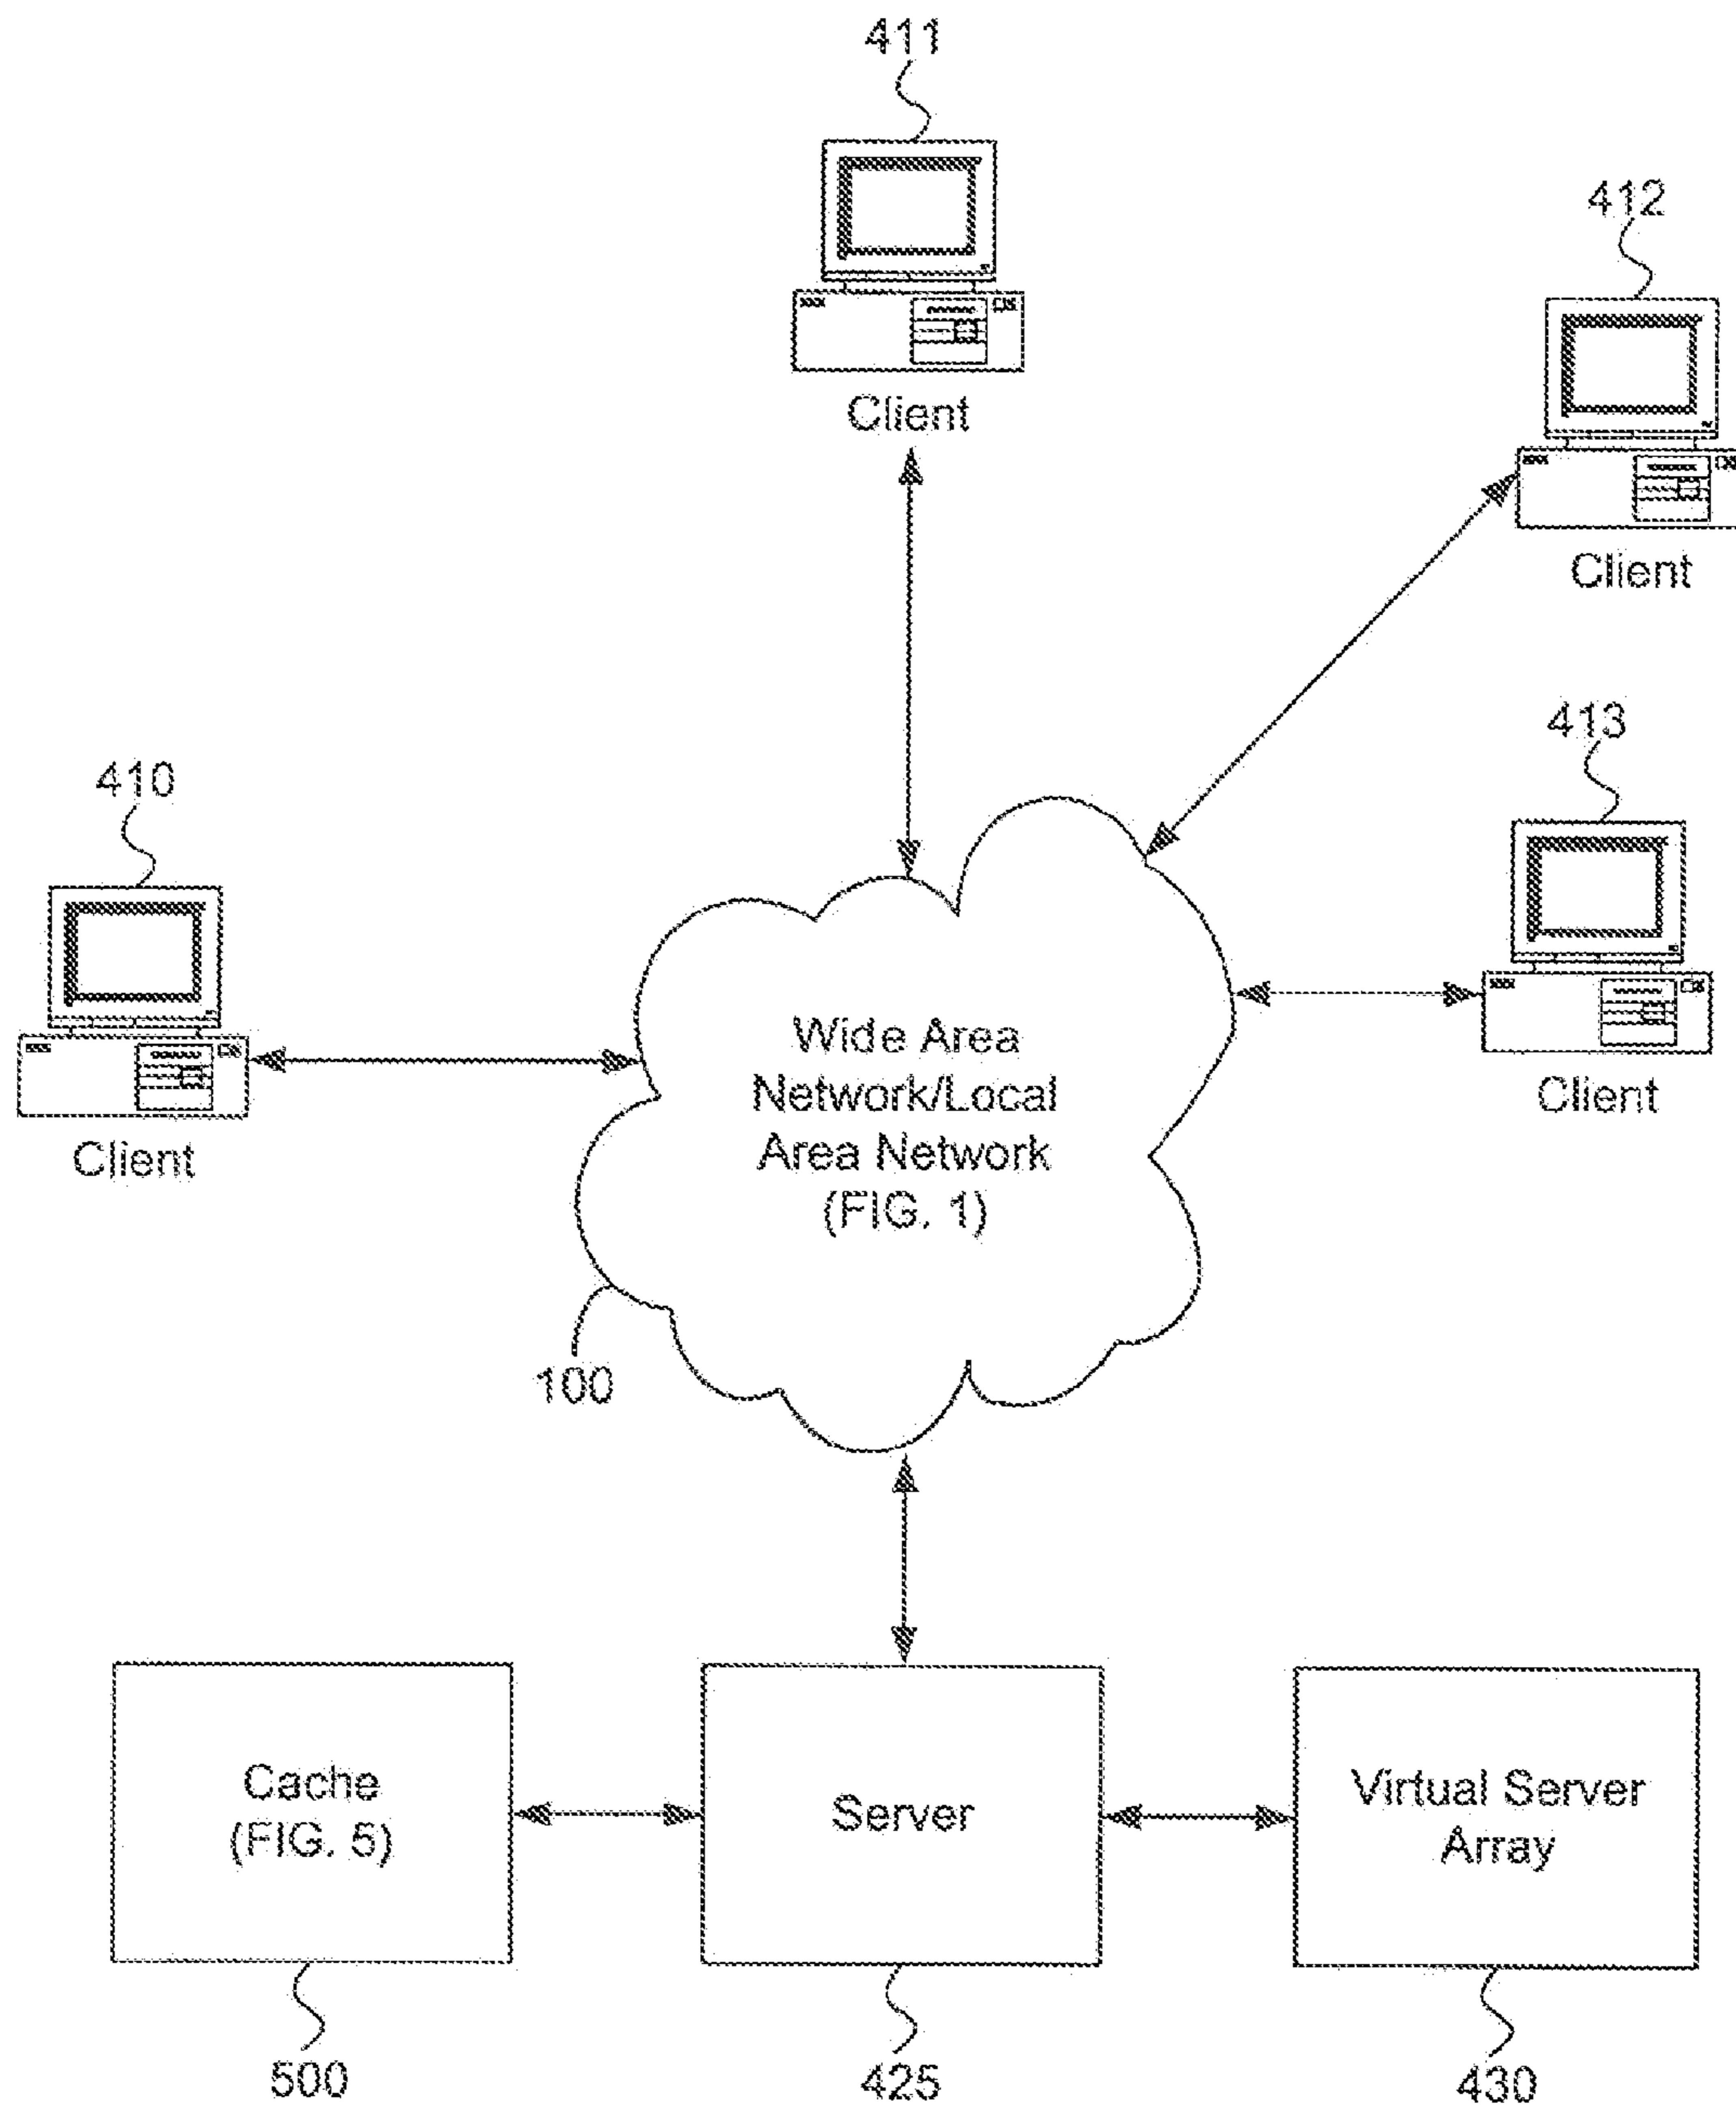 411
412
Client
Client
413
410
Wide Area
Network/Local
Area Network
(FIG. 1)
Client
Client
100
Cache
(FIG. 5)
Server
Virtual Server
Array
500
425
430